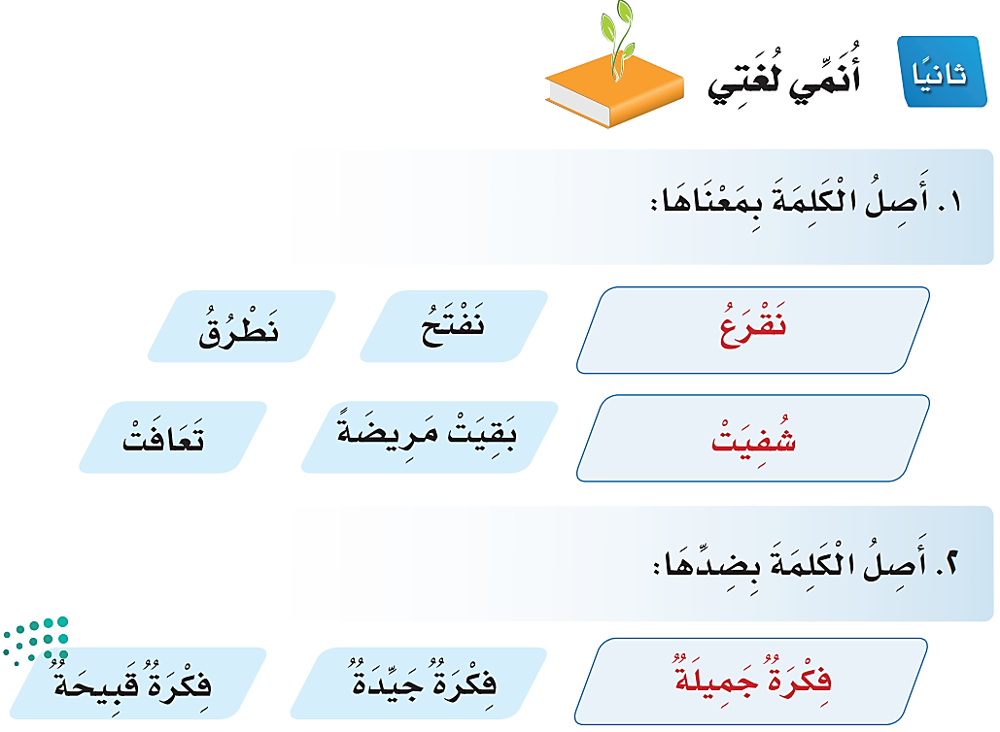 ثانيًا
أُنَمِّي لُغَتِي
١. أَصِلُ الْكَلِمَةَ بِمَعْنَاهَا:
نَقْرَعُ نَفْتَحُ نَطْرُقُ
شُفِيَتْ بَقِيَتْ مَرِيضَةً تَعَافَتْ
٢. أَصِلُ الْكَلِمَةَ بِضِدِّهَا:
فِكْرَةٌ جَمِيلَةٌ فِكْرَةٌ جَيِّدَةٌ فِكْرَةٌ قَبِيحَةٌ